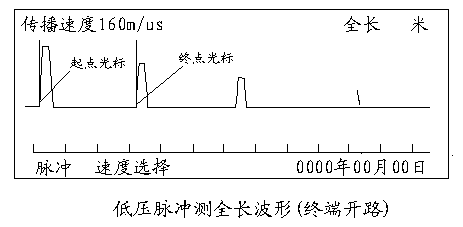 传播速度160m/us 全长 米
起点光标 终点光标
脉冲 速度选择 0000年00月00日
低压脉冲测全长波形(终端开路)